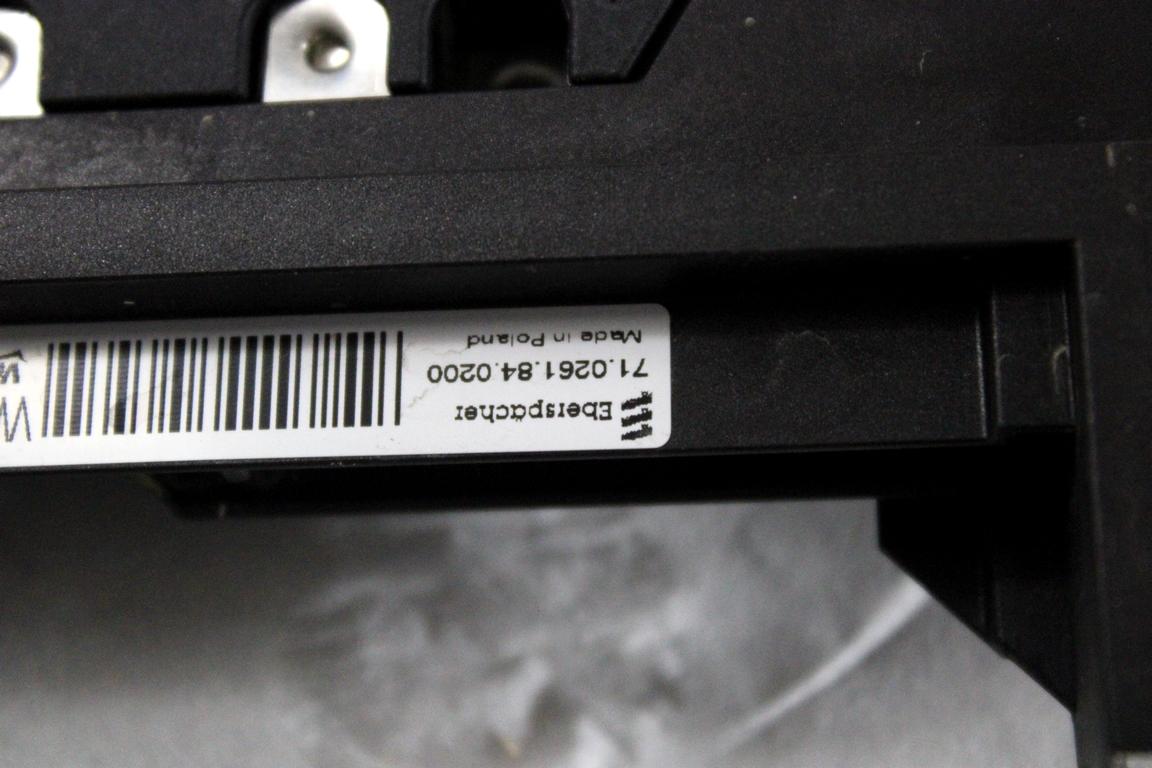 Eberspächer
71.0261.84.0200
Made in Poland
W